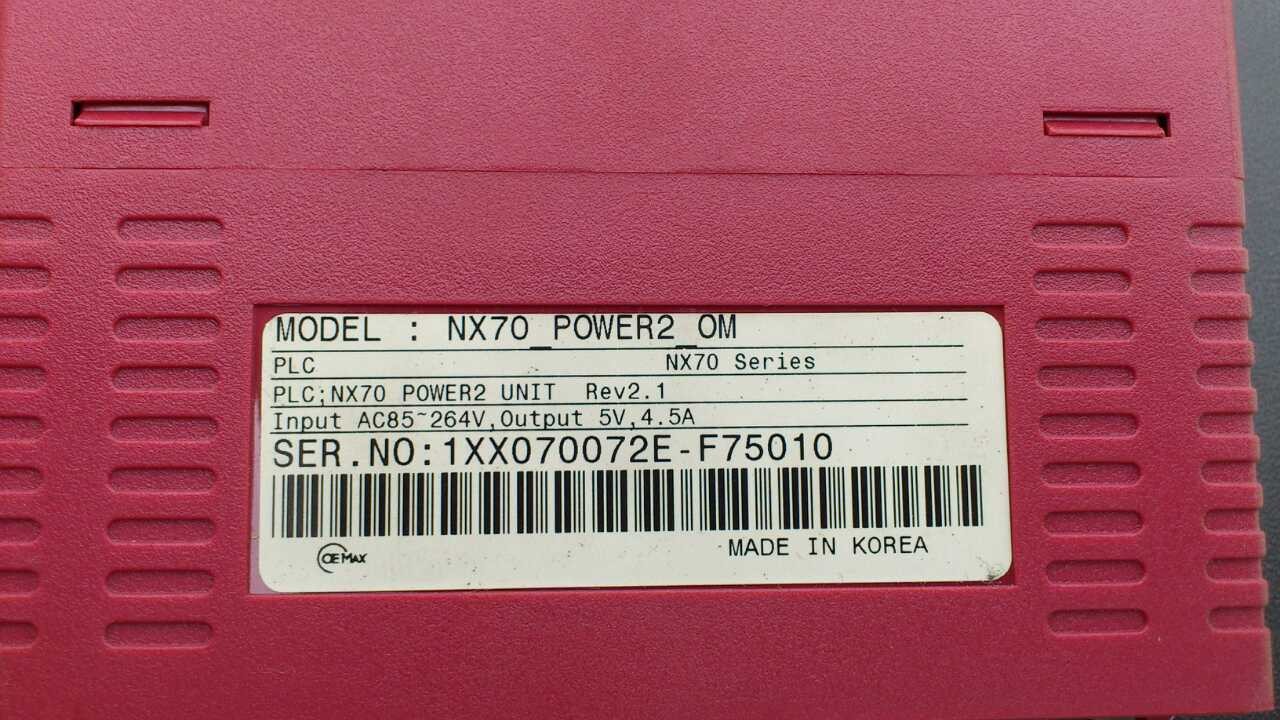 MODEL : NX70_POWER2_OM
PLC NX70 Series
PLC;NX70 POWER2 UNIT Rev2.1
Input AC85~264V,Output 5V,4.5A
SER.NO:1XX070072E-F75010
OEMAX
MADE IN KOREA